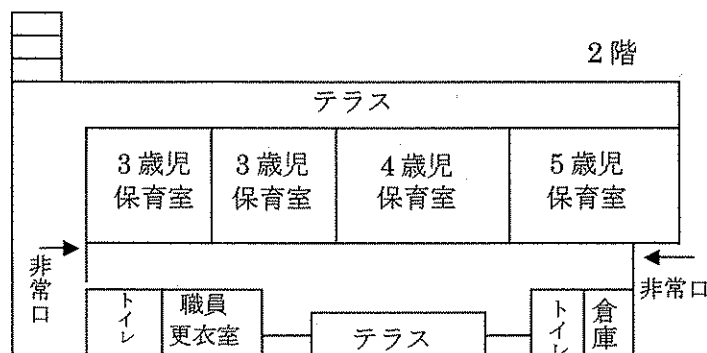 2階
テラス
3歳児
保育室
3歳児
保育室
4歳児
保育室
5歳児
保育室
非常口
非常口
トイレ
職員
更衣室
テラス
トイレ
倉庫